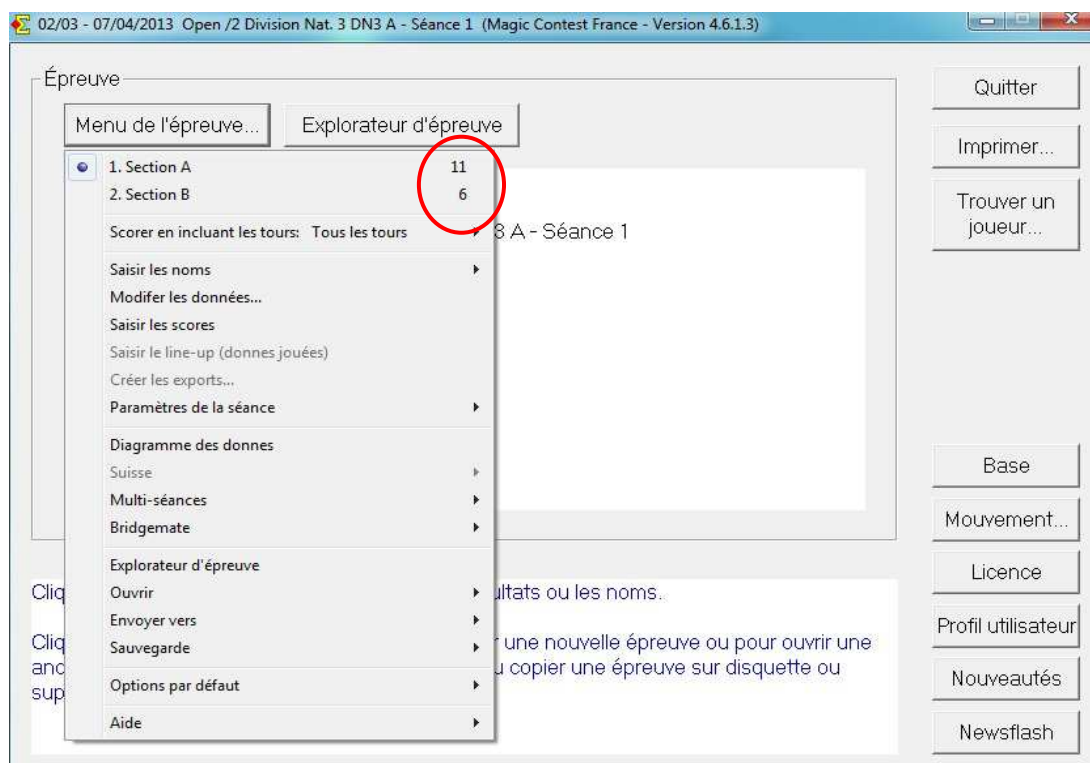 02/03 - 07/04/2013 Open /2 Division Nat. 3 DN3 A - Séance 1 (Magic Contest France - Version 4.6.1.3)
Épreuve
Menu de l'épreuve... Explorateur d'épreuve
1. Section A 11
2. Section B 6
Scorer en incluant les tours: Tous les tours
3 A - Séance 1
Saisir les noms
Modifer les données...
Saisir les scores
Saisir le line-up (donnes jouées)
Créer les exports...
Paramètres de la séance
Diagramme des donnes
Suisse
Multi-séances
Bridgemate
Explorateur d'épreuve
Ouvrir
Envoyer vers
Sauvegarde
Options par défaut
Aide
Cliq ultats ou les noms.
Cliq r une nouvelle épreuve ou pour ouvrir une
anc u copier une épreuve sur disquette ou
sup
Quitter
Imprimer...
Trouver un
joueur...
Base
Mouvement...
Licence
Profil utilisateur
Nouveautés
Newsflash